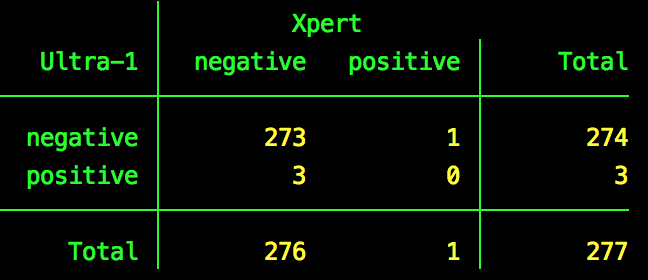 Xpert
Ultra-1 negative positive Total
negative 273 1 274
positive 3 0 3
Total 276 1 277